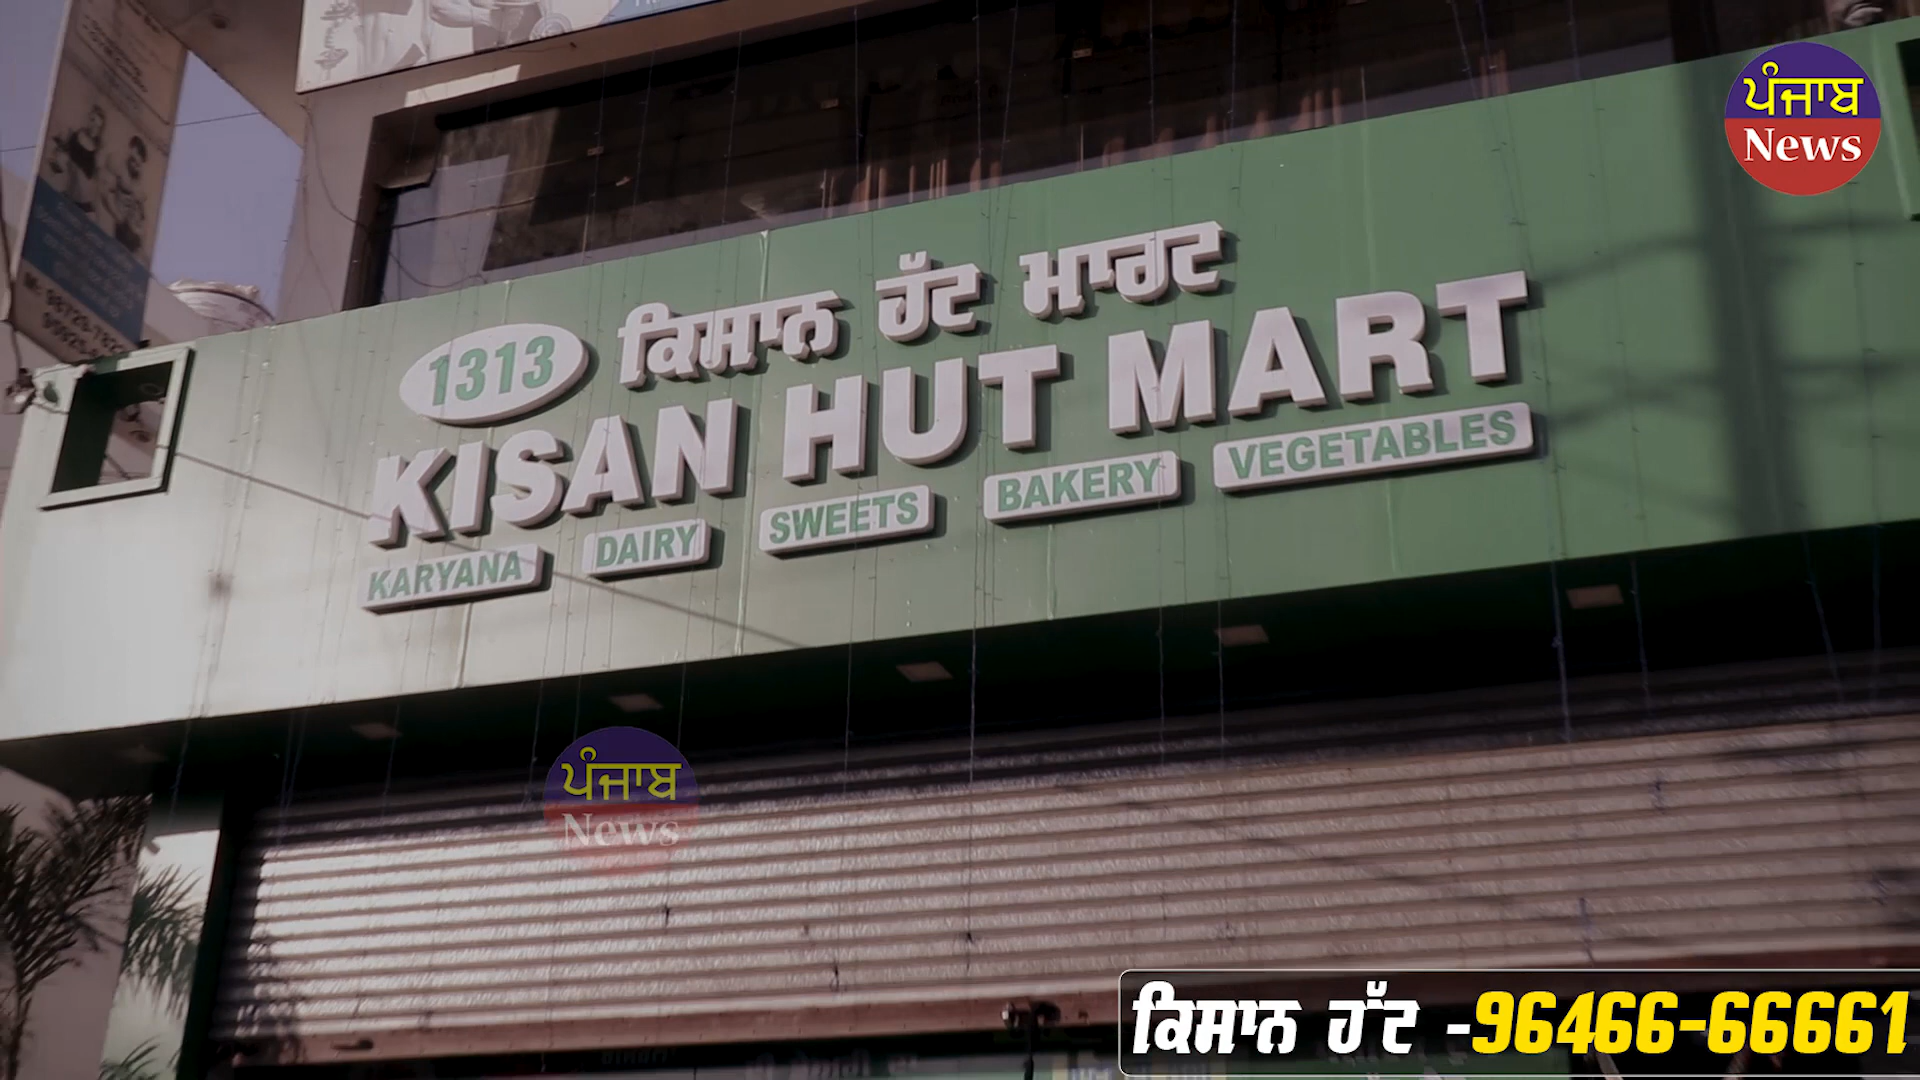 ਪੰਜਾਬ
News
1313 ਕਿਸਾਨ ਹੱਟ ਮਾਰਟ
KISAN HUT MART
KARYANA DAIRY SWEETS BAKERY VEGETABLES
ਪੰਜਾਬ
News
ਕਿਸਾਨ ਹੱਟ -96466-66661